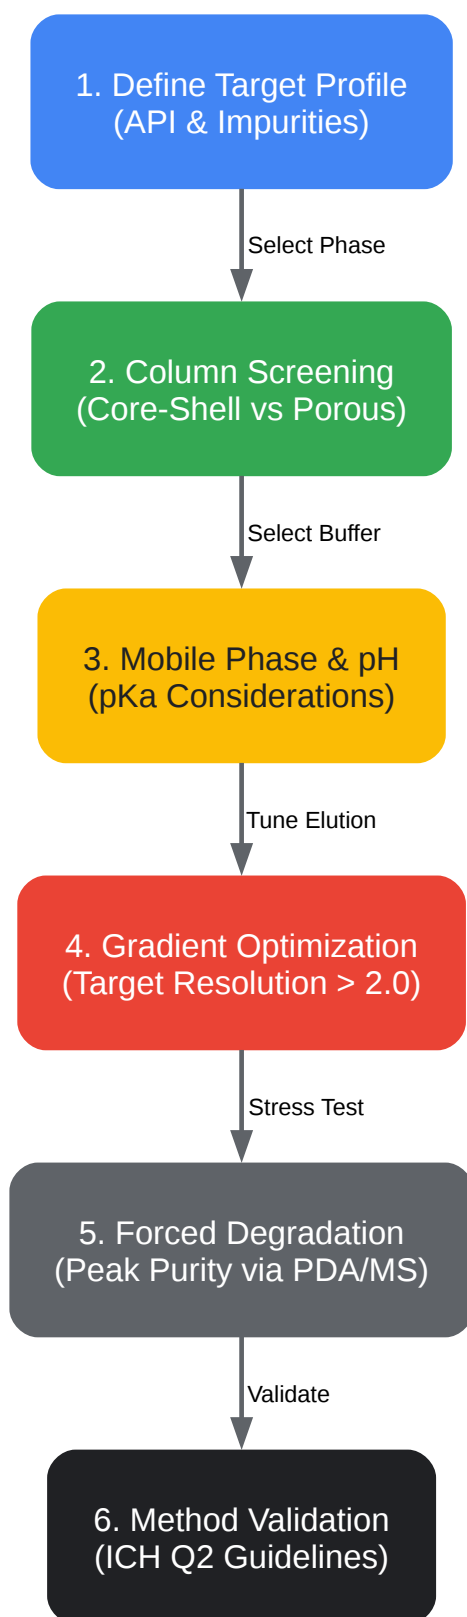 1. Define Target Profile
(API & Impurities)
Select Phase
2. Column Screening
(Core-Shell vs Porous)
Select Buffer
3. Mobile Phase & pH
(pKa Considerations)
Tune Elution
4. Gradient Optimization
(Target Resolution > 2.0)
Stress Test
5. Forced Degradation
(Peak Purity via PDA/MS)
Validate
6. Method Validation
(ICH Q2 Guidelines)